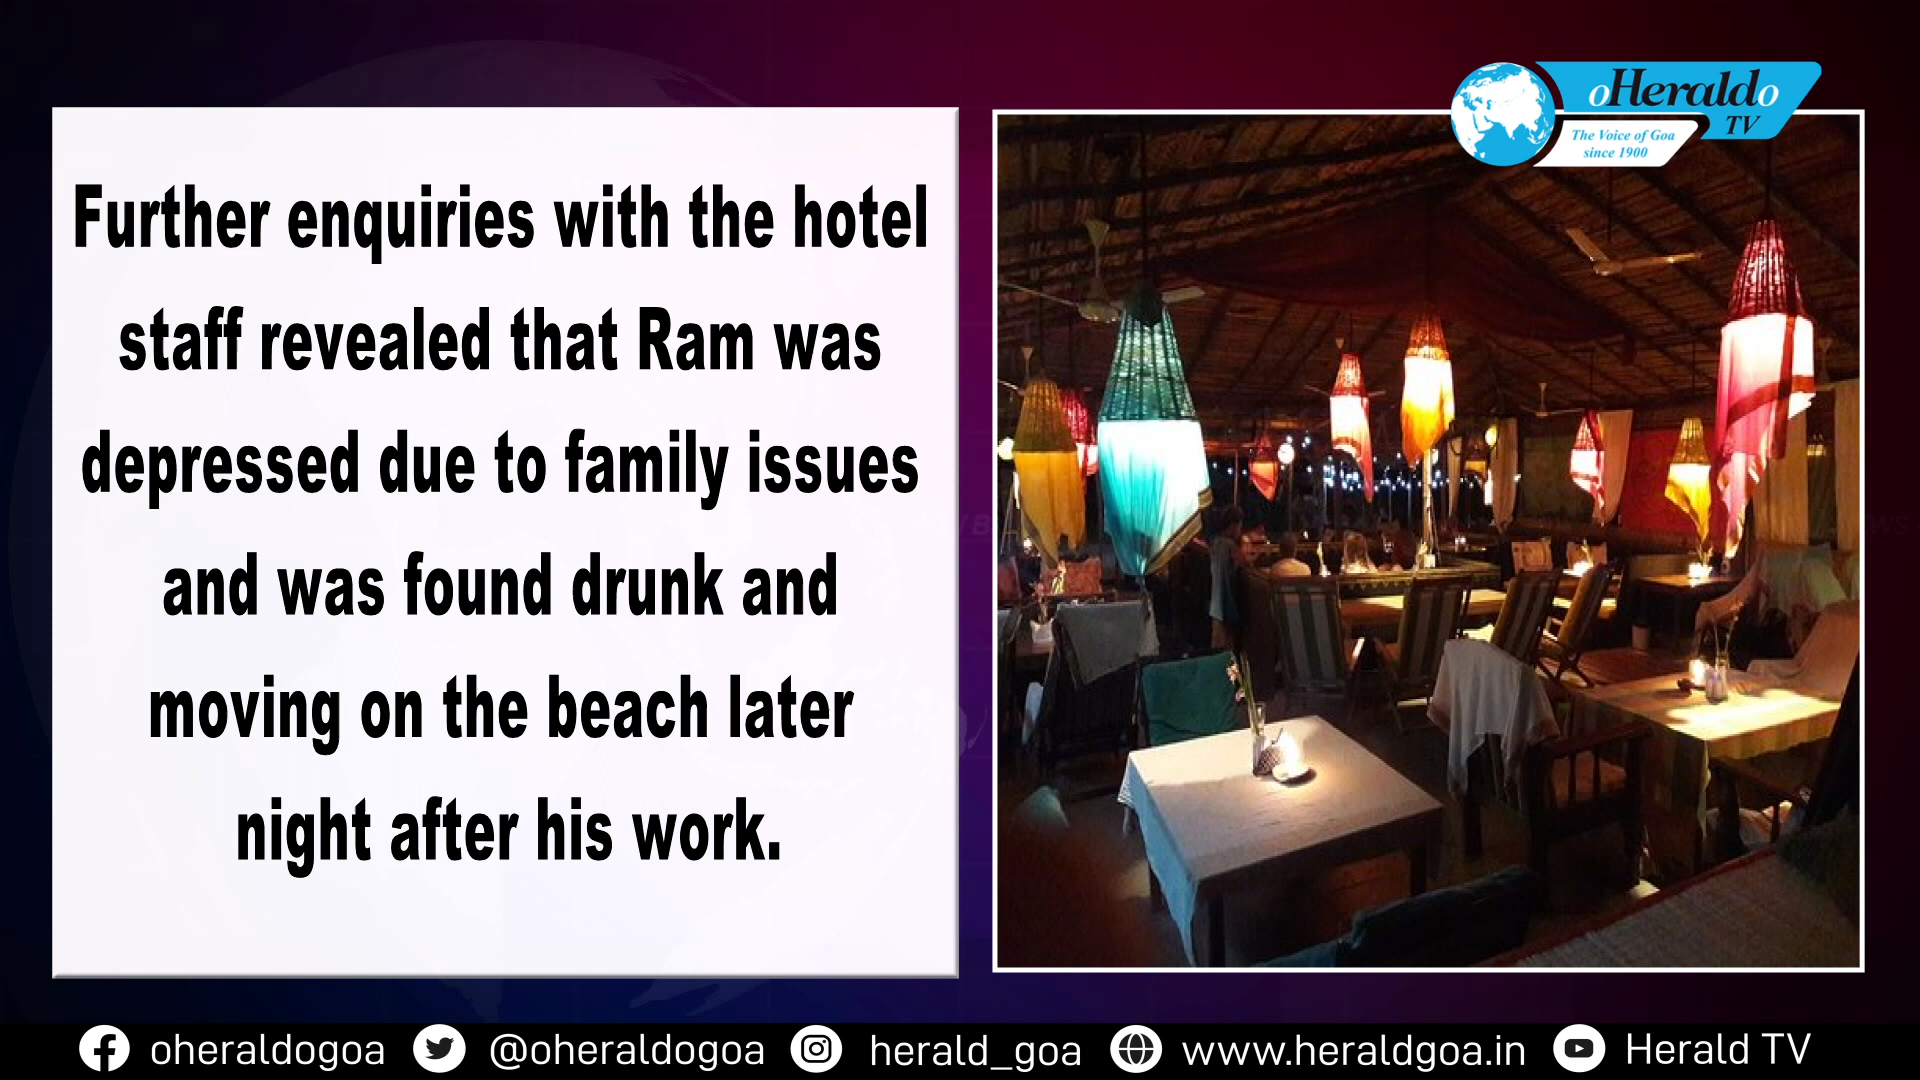 oHeraldo
TV
The Voice of Goa
since 1900
Further enquiries with the hotel
staff revealed that Ram was
depressed due to family issues
and was found drunk and
moving on the beach later
night after his work.
oheraldogoa @oheraldogoa herald_goa www.heraldgoa.in Herald TV